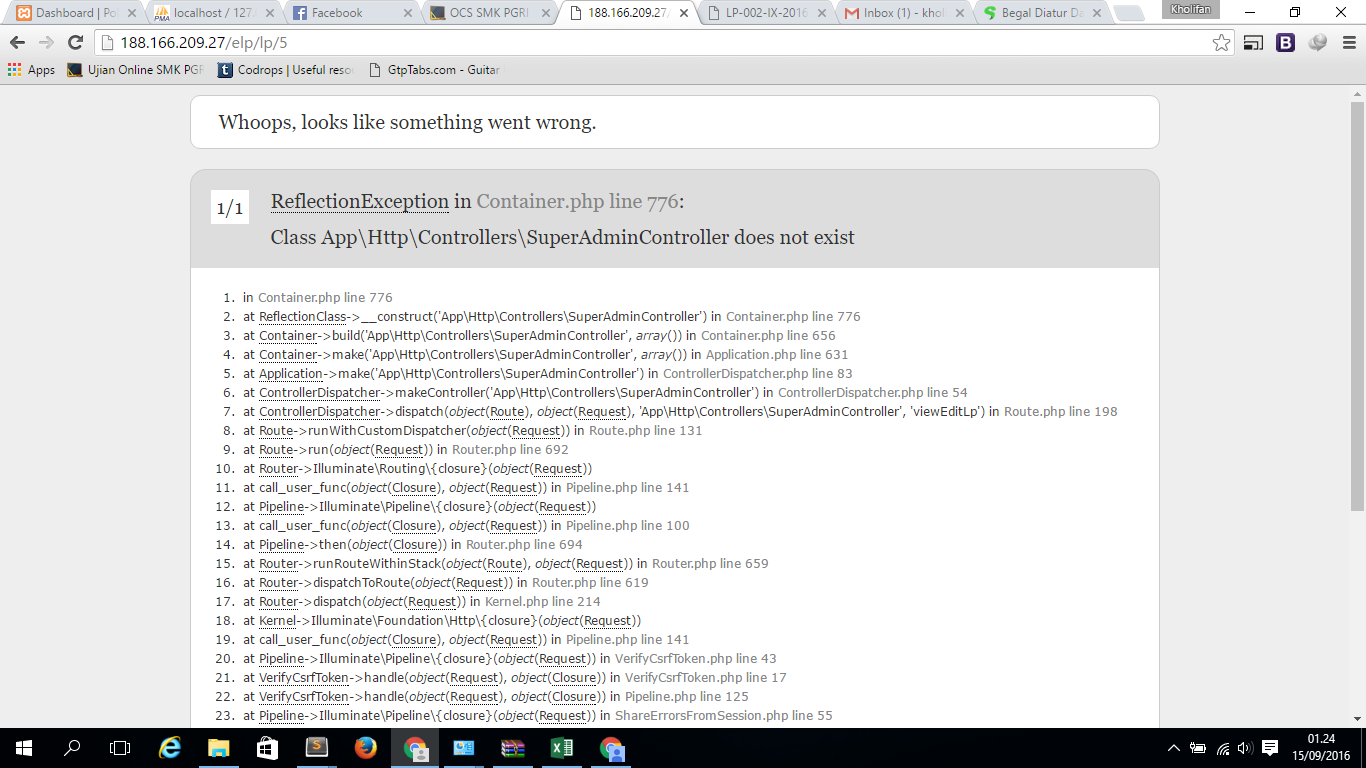 Dashboard | Pol
localhost / 127.
Facebook
OCS SMK PGRI
188.166.209.27/
LP-002-IX-2016
Inbox (1) - khol
Begal Diatur Da
Kholifan
188.166.209.27/elp/lp/5
Apps
Ujian Online SMK PGR
Codrops | Useful reso
GtpTabs.com - Guitar
Whoops, looks like something went wrong.
1/1
ReflectionException in Container.php line 776:
Class App\Http\Controllers\SuperAdminController does not exist
1. in Container.php line 776
2. at ReflectionClass->__construct('App\Http\Controllers\SuperAdminController') in Container.php line 776
3. at Container->build('App\Http\Controllers\SuperAdminController', array()) in Container.php line 656
4. at Container->make('App\Http\Controllers\SuperAdminController', array()) in Application.php line 631
5. at Application->make('App\Http\Controllers\SuperAdminController') in ControllerDispatcher.php line 83
6. at ControllerDispatcher->makeController('App\Http\Controllers\SuperAdminController') in ControllerDispatcher.php line 54
7. at ControllerDispatcher->dispatch(object(Route), object(Request), 'App\Http\Controllers\SuperAdminController', 'viewEditLp') in Route.php line 198
8. at Route->runWithCustomDispatcher(object(Request)) in Route.php line 131
9. at Route->run(object(Request)) in Router.php line 692
10. at Router->Illuminate\Routing\{closure}(object(Request))
11. at call_user_func(object(Closure), object(Request)) in Pipeline.php line 141
12. at Pipeline->Illuminate\Pipeline\{closure}(object(Request))
13. at call_user_func(object(Closure), object(Request)) in Pipeline.php line 100
14. at Pipeline->then(object(Closure)) in Router.php line 694
15. at Router->runRouteWithinStack(object(Route), object(Request)) in Router.php line 659
16. at Router->dispatchToRoute(object(Request)) in Router.php line 619
17. at Router->dispatch(object(Request)) in Kernel.php line 214
18. at Kernel->Illuminate\Foundation\Http\{closure}(object(Request))
19. at call_user_func(object(Closure), object(Request)) in Pipeline.php line 141
20. at Pipeline->Illuminate\Pipeline\{closure}(object(Request)) in VerifyCsrfToken.php line 43
21. at VerifyCsrfToken->handle(object(Request), object(Closure)) in VerifyCsrfToken.php line 17
22. at VerifyCsrfToken->handle(object(Request), object(Closure)) in Pipeline.php line 125
23. at Pipeline->Illuminate\Pipeline\{closure}(object(Request)) in ShareErrorsFromSession.php line 55
01.24
15/09/2016